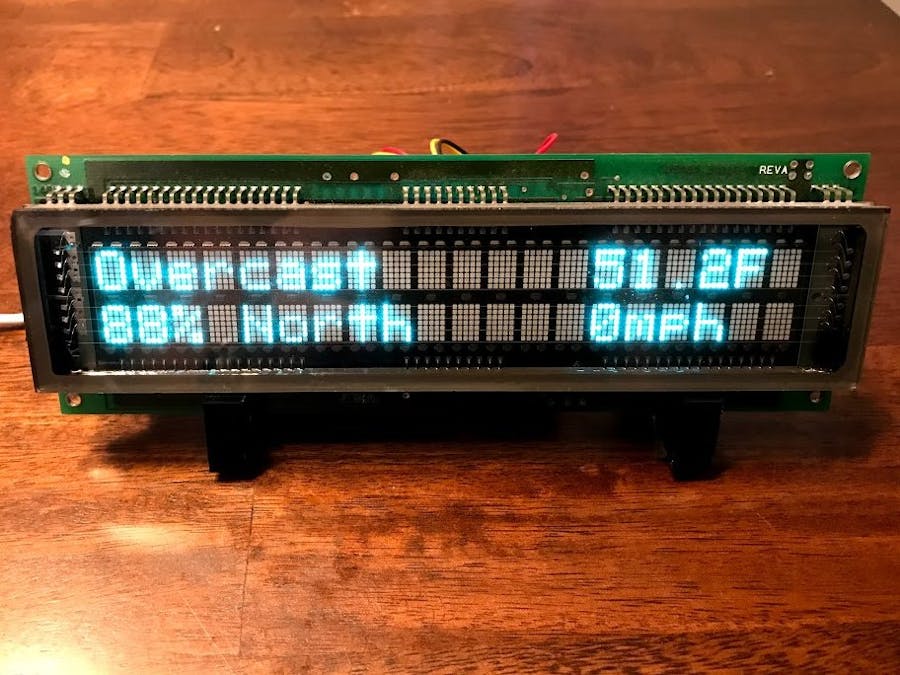 REVA
Overcast 51.2F
88% North 0mph